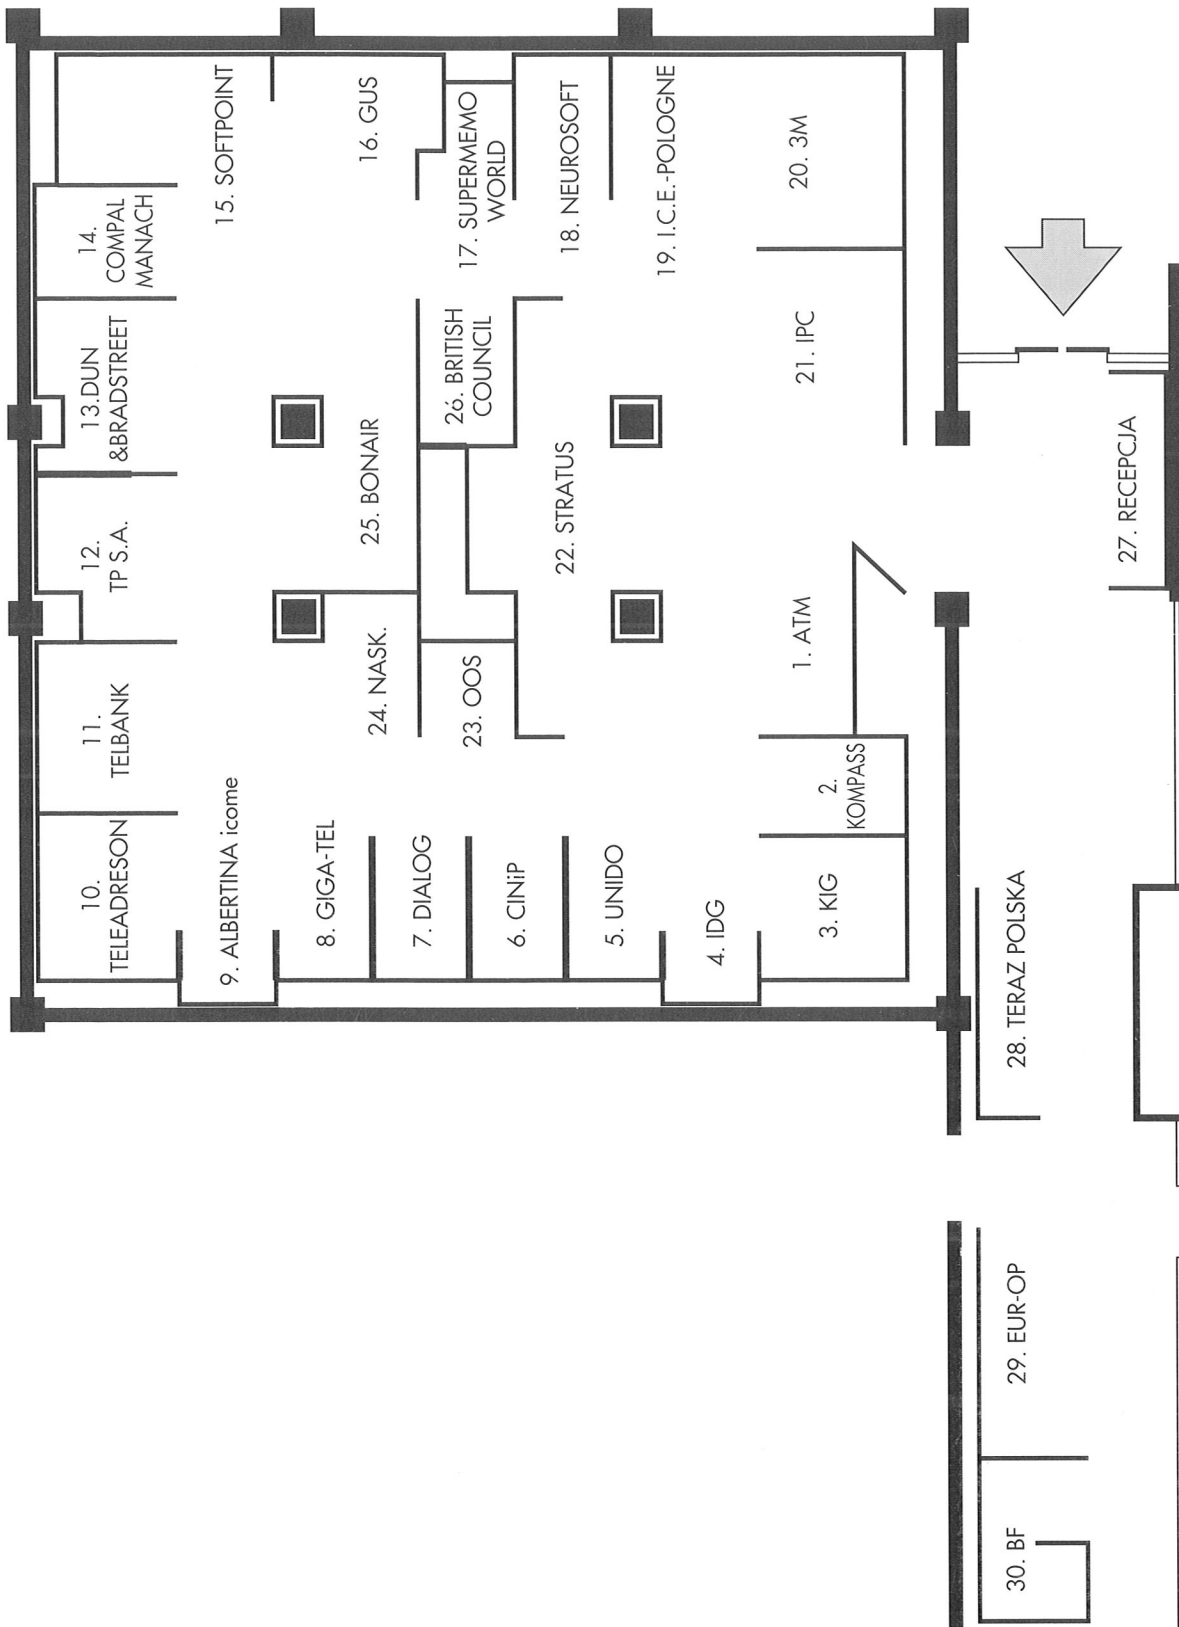 1. ATM
2.
KOMPASS
3. KIG
4. IDG
5. UNIDO
6. CINiP
7. DIALOG
8. GIGA-TEL
9. ALBERTINA icome
10.
TELEADRESON
11.
TELBANK
12.
TP S.A.
13.DUN
&BRADSTREET
14.
COMPAL
MANACH
15. SOFTPOINT
16. GUS
17. SUPERMEMO
WORLD
18. NEUROSOFT
19. I.C.E.-POLOGNE
20. 3M
21. IPC
22. STRATUS
23. OOS
24. NASK.
25. BONAIR
26. BRITISH
COUNCIL
27. RECEPCJA
28. TERAZ POLSKA
29. EUR-OP
30. BF